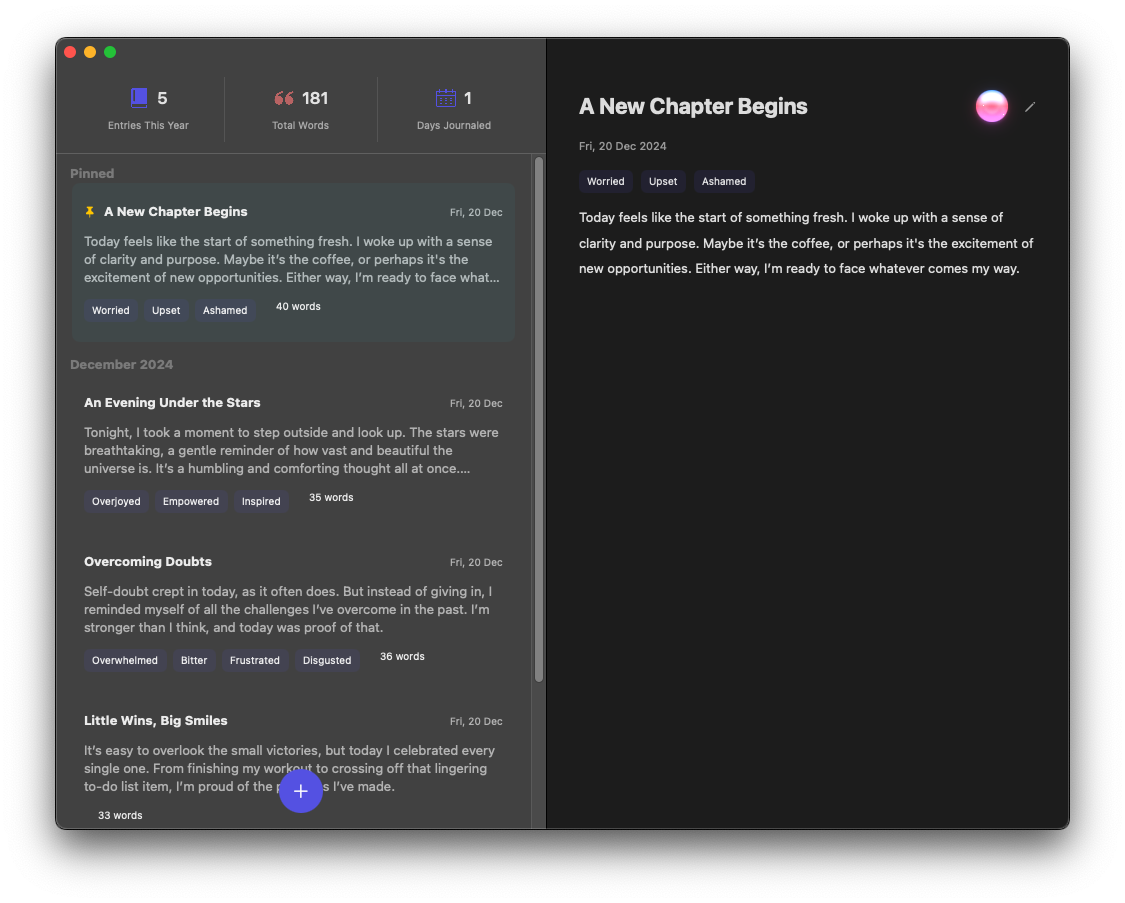 5
Entries This Year
181
Total Words
1
Days Journaled
Pinned
A New Chapter Begins
Fri, 20 Dec
Today feels like the start of something fresh. I woke up with a sense
of clarity and purpose. Maybe it’s the coffee, or perhaps it's the
excitement of new opportunities. Either way, I’m ready to face what...
Worried Upset Ashamed 40 words
December 2024
An Evening Under the Stars
Fri, 20 Dec
Tonight, I took a moment to step outside and look up. The stars were
breathtaking, a gentle reminder of how vast and beautiful the
universe is. It’s a humbling and comforting thought all at once....
Overjoyed Empowered Inspired 35 words
Overcoming Doubts
Fri, 20 Dec
Self-doubt crept in today, as it often does. But instead of giving in, I
reminded myself of all the challenges I’ve overcome in the past. I’m
stronger than I think, and today was proof of that.
Overwhelmed Bitter Frustrated Disgusted 36 words
Little Wins, Big Smiles
Fri, 20 Dec
It’s easy to overlook the small victories, but today I celebrated every
single one. From finishing my workout to crossing off that lingering
to-do list item, I’m proud of the I’ve made.
33 words
A New Chapter Begins
Fri, 20 Dec 2024
Worried Upset Ashamed
Today feels like the start of something fresh. I woke up with a sense of
clarity and purpose. Maybe it’s the coffee, or perhaps it's the excitement of
new opportunities. Either way, I’m ready to face whatever comes my way.